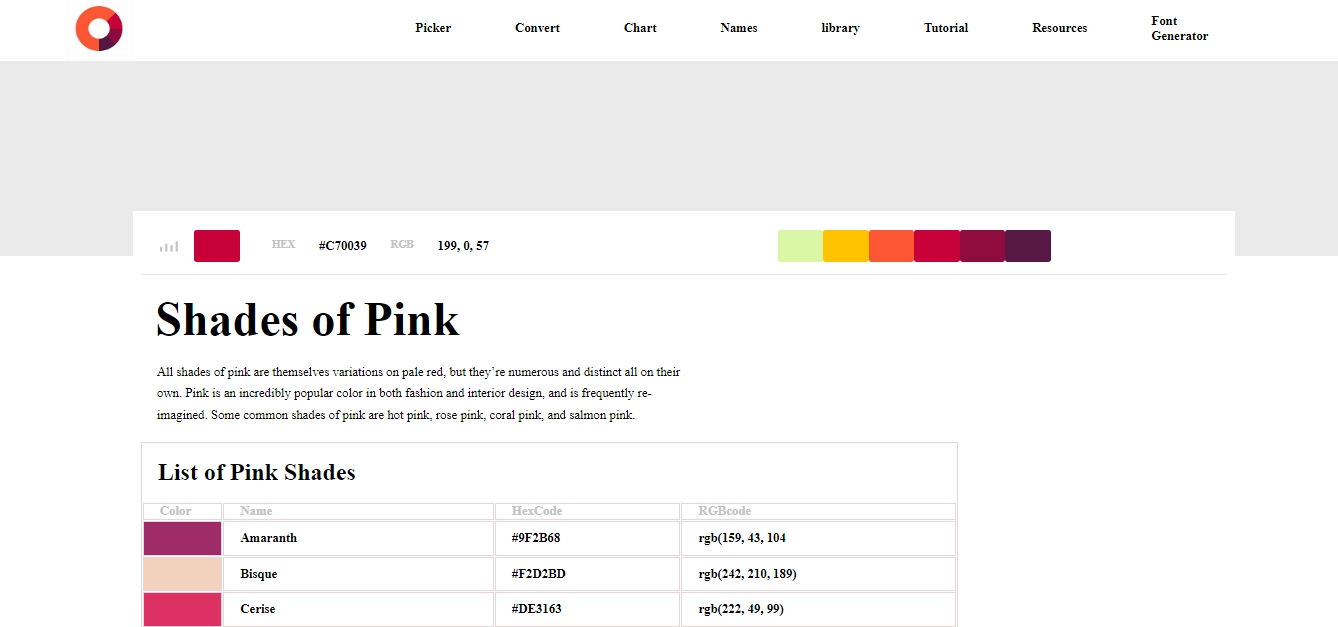 Picker Convert Chart Names library Tutorial Resources Font
Generator
HEX #C70039 RGB 199, 0, 57
Shades of Pink
All shades of pink are themselves variations on pale red, but they’re numerous and distinct all on their
own. Pink is an incredibly popular color in both fashion and interior design, and is frequently re-
imagined. Some common shades of pink are hot pink, rose pink, coral pink, and salmon pink.
List of Pink Shades
Color Name HexCode RGBcode
Amaranth #9F2B68 rgb(159, 43, 104
Bisque #F2D2BD rgb(242, 210, 189)
Cerise #DE3163 rgb(222, 49, 99)